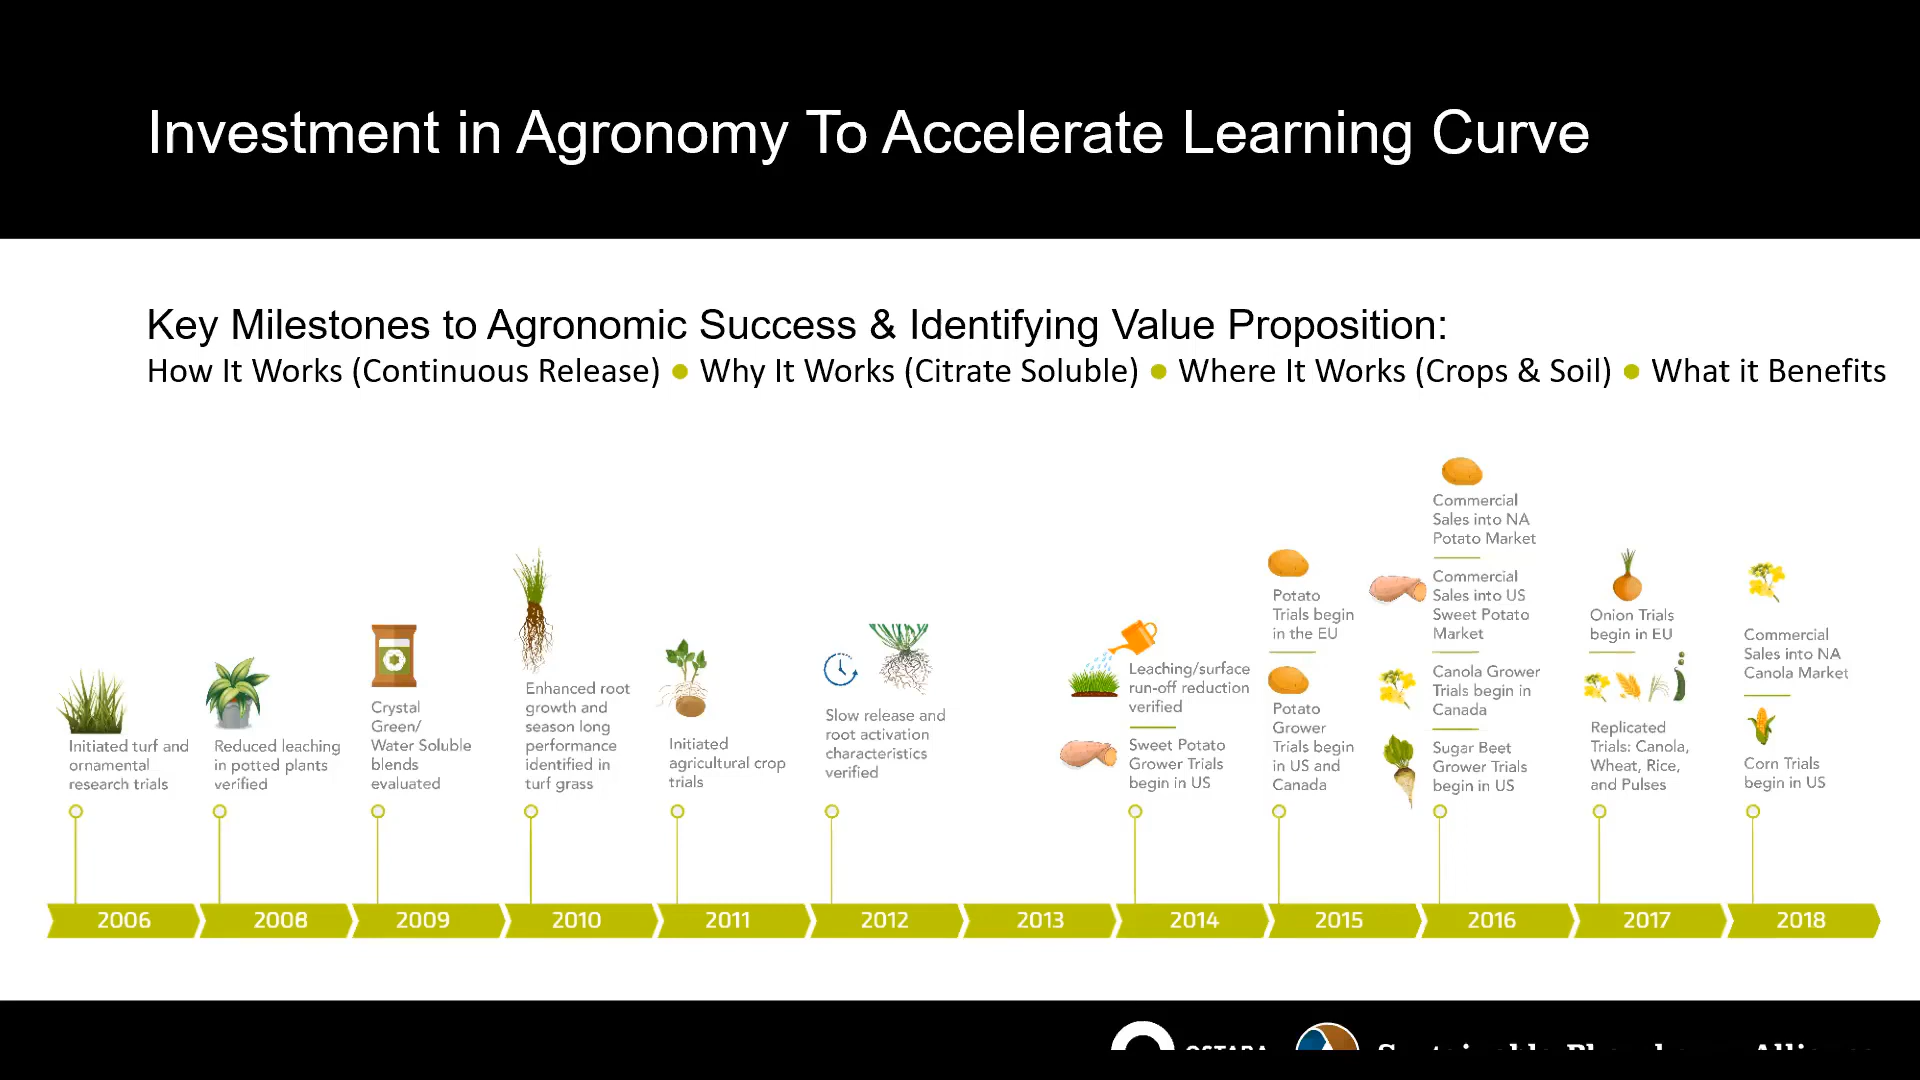 Investment in Agronomy To Accelerate Learning Curve
Key Milestones to Agronomic Success & Identifying Value Proposition:
How It Works (Continuous Release) ● Why It Works (Citrate Soluble) ● Where It Works (Crops & Soil) ● What it Benefits
Initiated turf and
ornamental
research trials
Reduced leaching
in potted plants
verified
Crystal
Green/
Water Soluble
blends
evaluated
Enhanced root
growth and
season long
performance
identified in
turf grass
Initiated
agricultural crop
trials
Slow release and
root activation
characteristics
verified
Leaching/surface
run-off reduction
verified
Sweet Potato
Grower Trials
begin in US
Potato
Trials begin
in the EU
Potato
Grower
Trials begin
in US and
Canada
Commercial
Sales into NA
Potato Market
Commercial
Sales into US
Sweet Potato
Market
Canola Grower
Trials begin in
Canada
Sugar Beet
Grower Trials
begin in US
Onion Trials
begin in EU
Replicated
Trials: Canola,
Wheat, Rice,
and Pulses
Commercial
Sales into NA
Canola Market
Corn Trials
begin in US
2006 2008 2009 2010 2011 2012 2013 2014 2015 2016 2017 2018